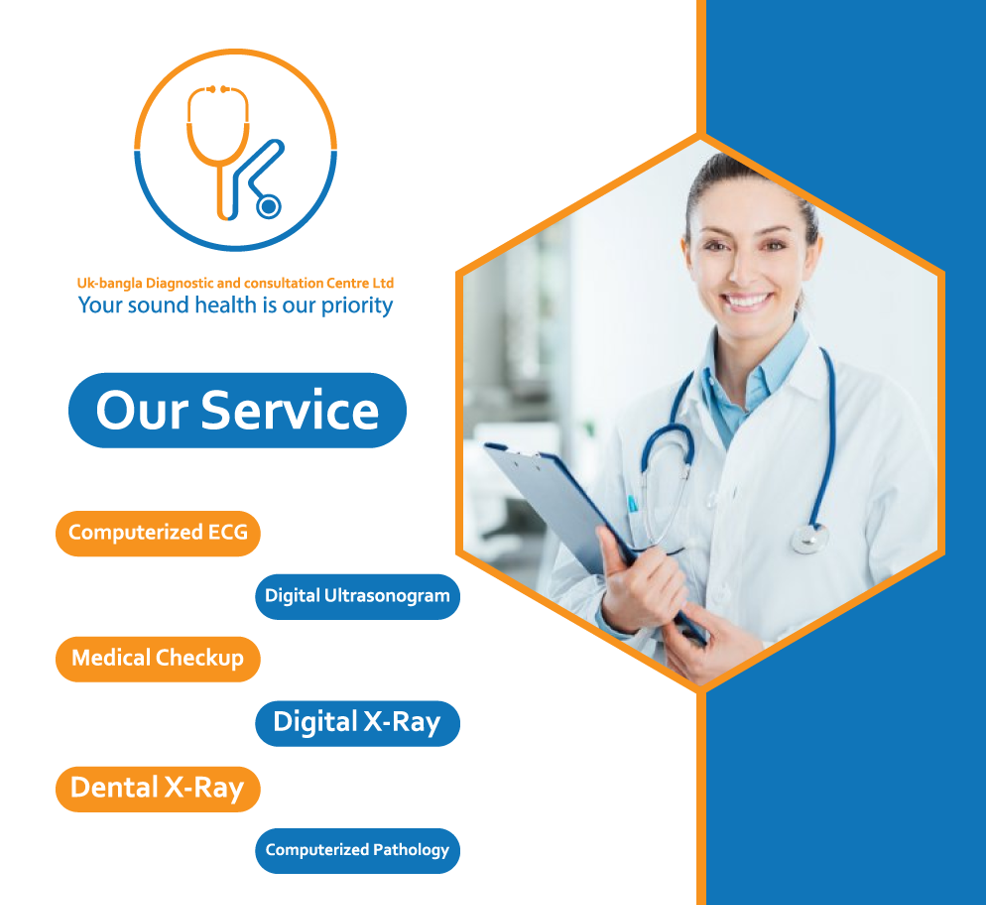 Uk-bangla Diagnostic and consultation Centre Ltd
Your sound health is our priority
Our Service
Computerized ECG
Digital Ultrasonogram
Medical Checkup
Digital X-Ray
Dental X-Ray
Computerized Pathology